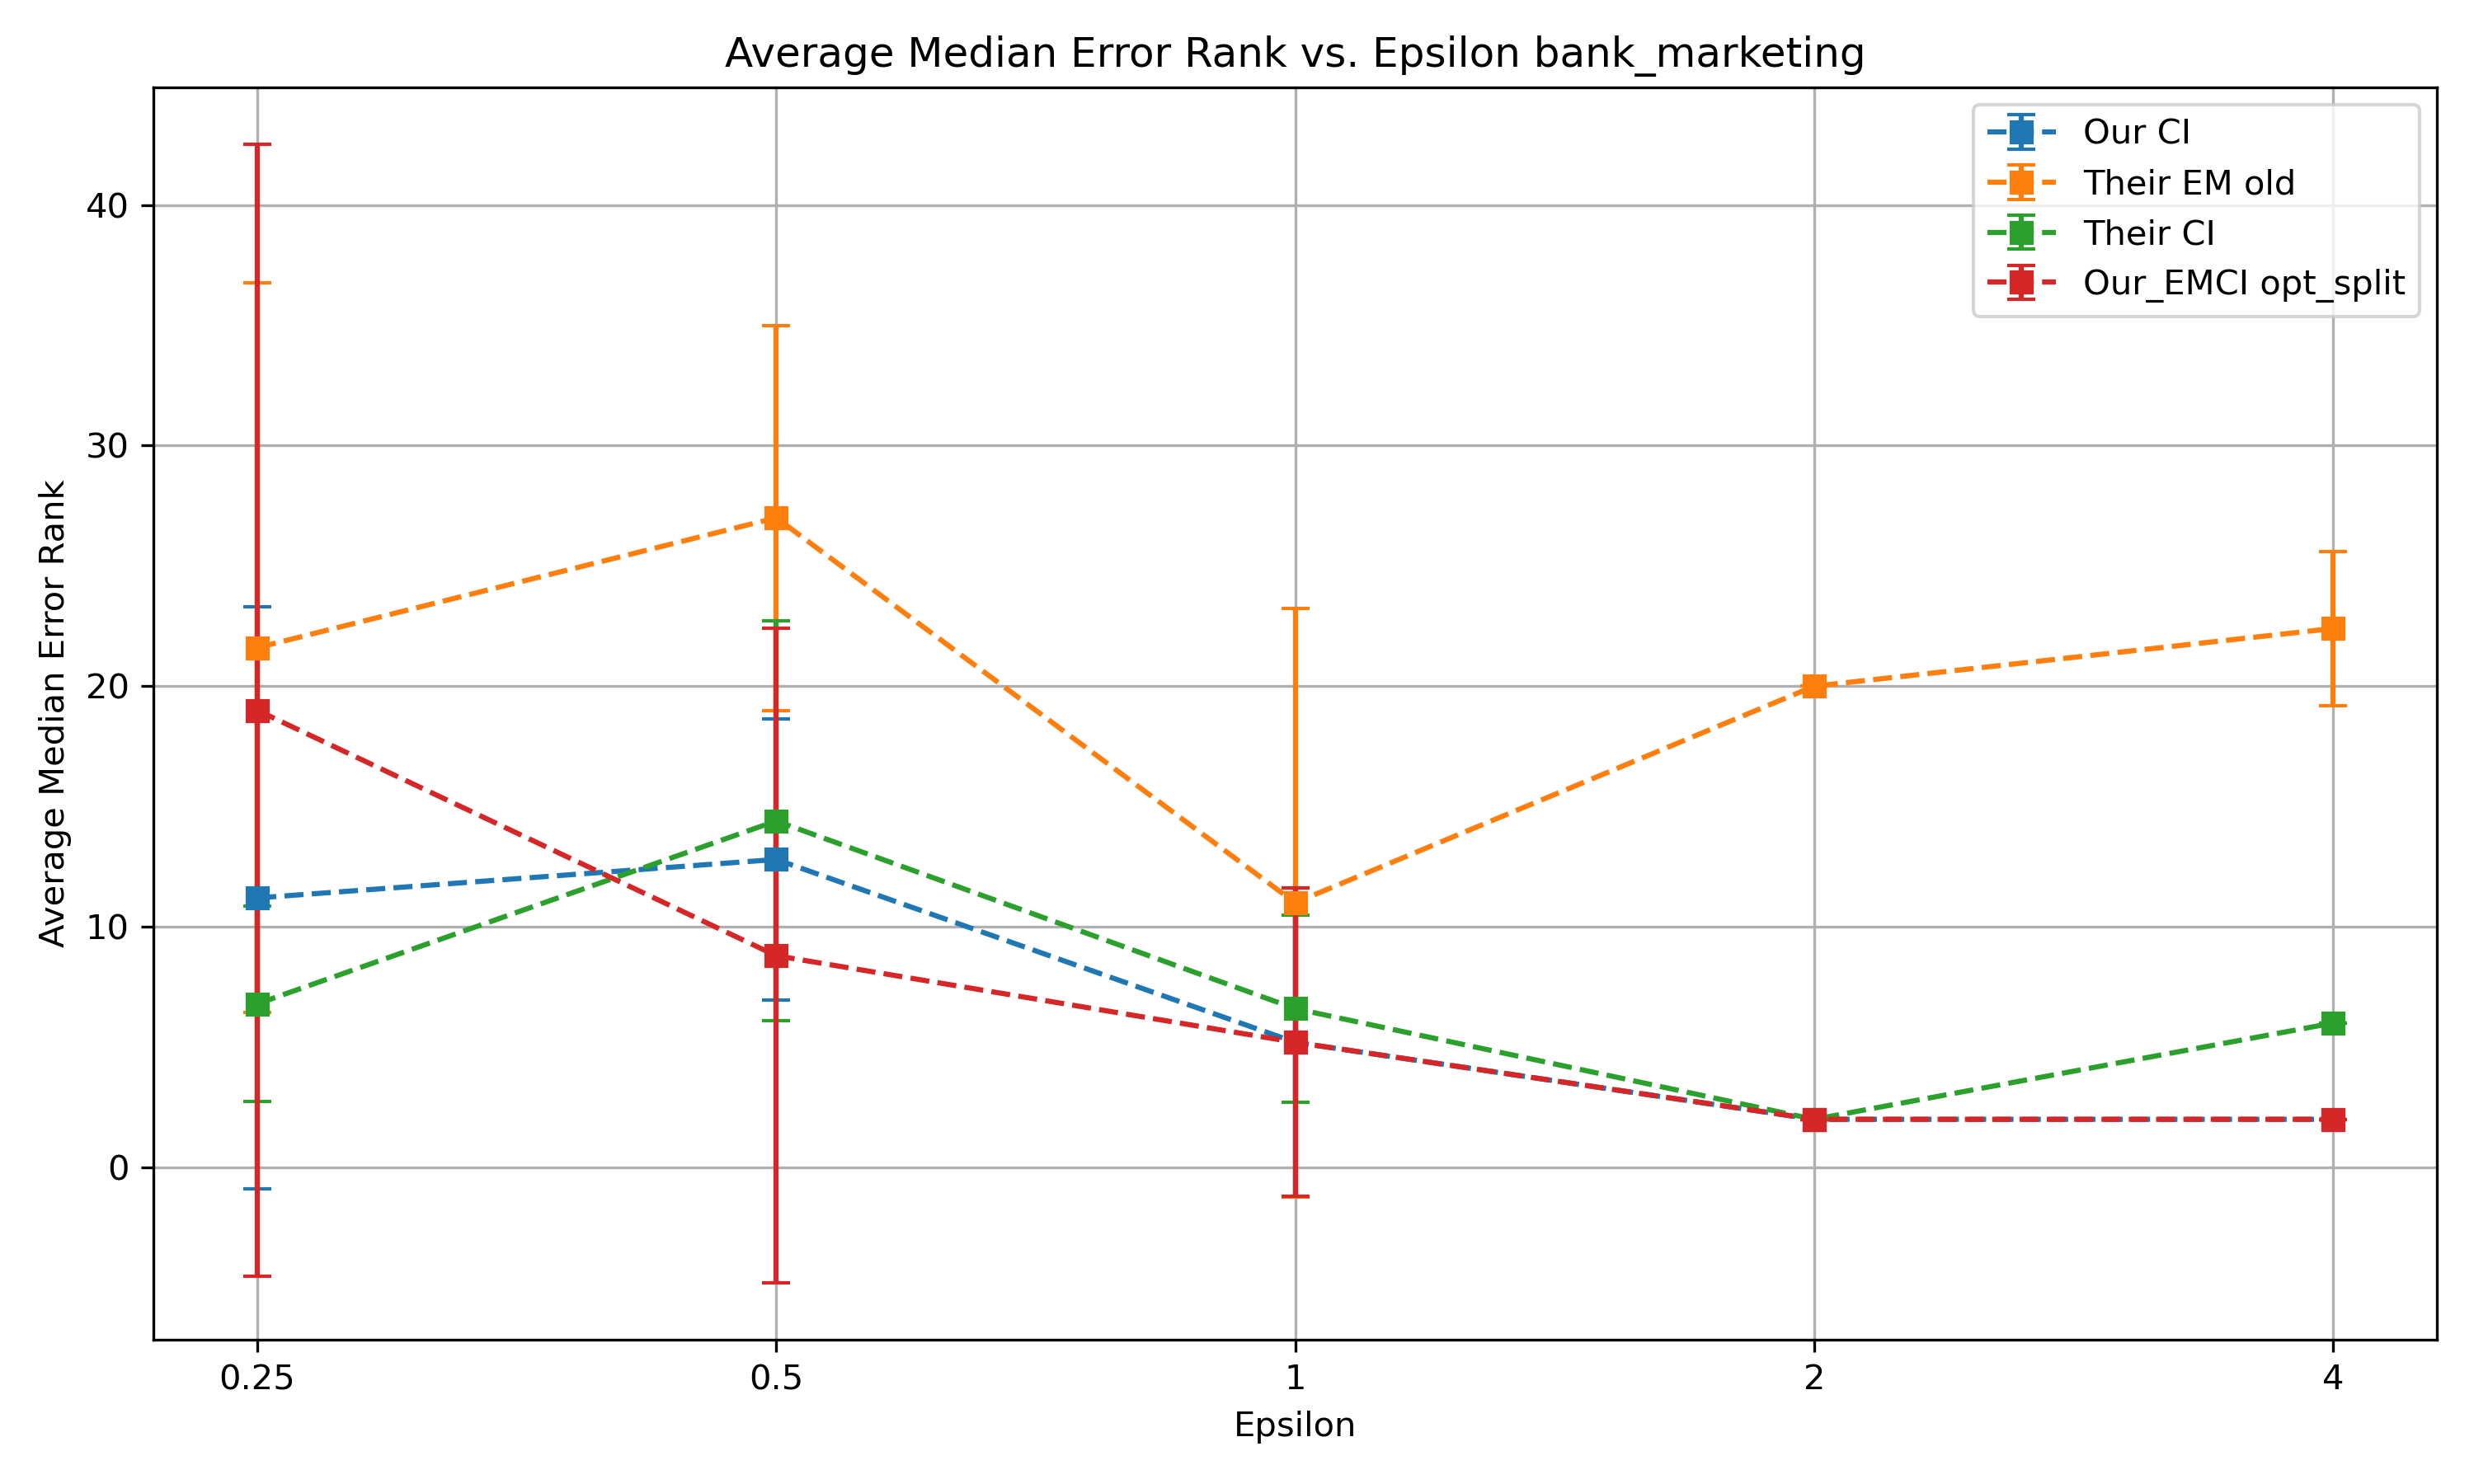 Average Median Error Rank vs. Epsilon bank_marketing
Our CI
Their EM old
Their CI
Our_EMCI opt_split
Average Median Error Rank
40
30
20
10
0
0.25
0.5
1
2
4
Epsilon